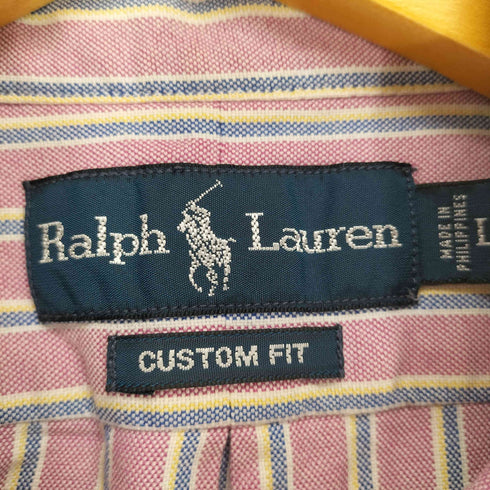 Ralph Lauren
MADE IN
PHILIPPINES
L
CUSTOM FIT